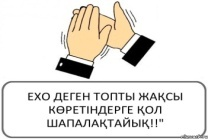 ЕХО ДЕГЕН ТОПТЫ ЖАҚСЫ
КӨРЕТІНДЕРГЕ ҚОЛ
ШАПАЛАҚТАЙЫҚ!!"